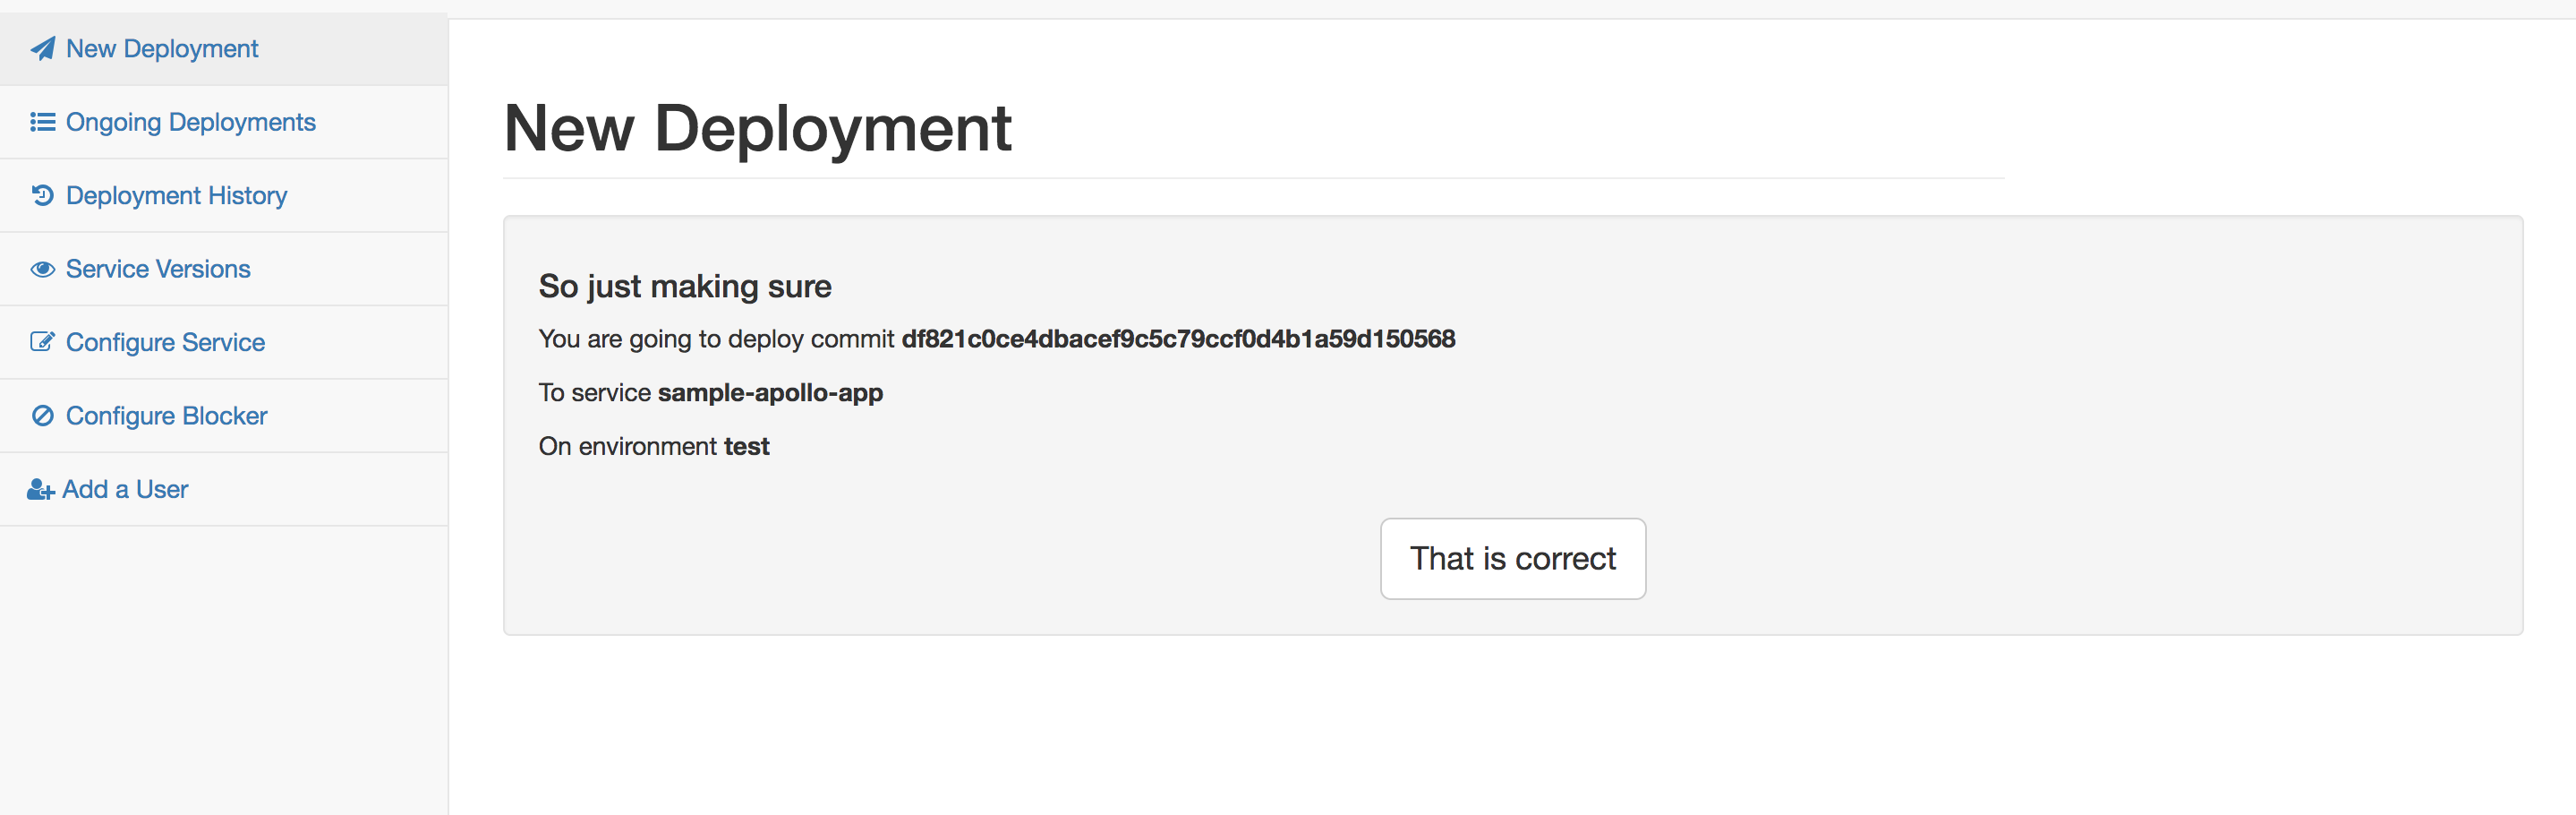 New Deployment
Ongoing Deployments
Deployment History
Service Versions
Configure Service
Configure Blocker
Add a User
New Deployment
So just making sure
You are going to deploy commit df821c0ce4dbacef9c5c79ccf0d4b1a59d150568
To service sample-apollo-app
On environment test
That is correct